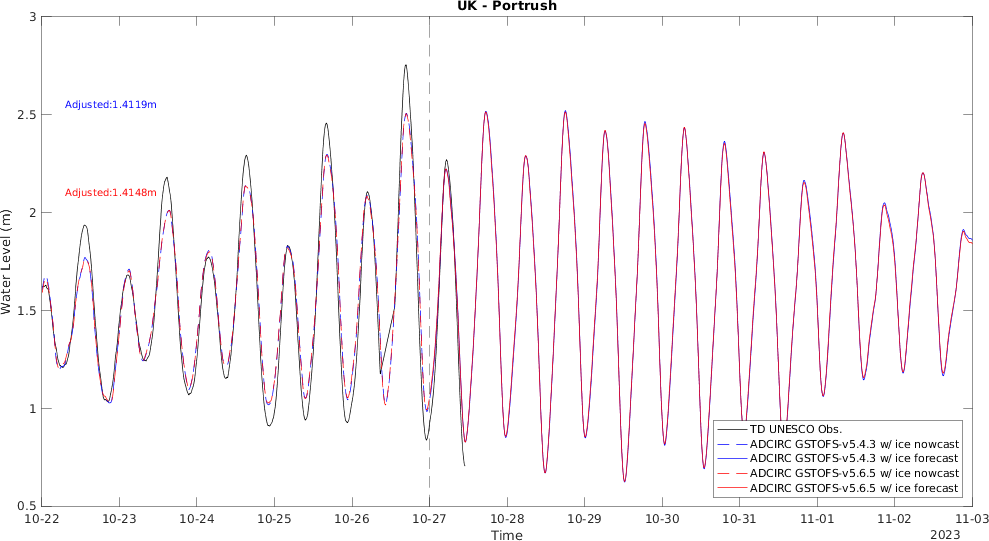 UK - Portrush
Water Level (m)
3
2.5
2
1.5
1
0.5
Adjusted:1.4119m
Adjusted:1.4148m
TD UNESCO Obs.
ADCIRC GSTOFS-v5.4.3 w/ ice nowcast
ADCIRC GSTOFS-v5.4.3 w/ ice forecast
ADCIRC GSTOFS-v5.6.5 w/ ice nowcast
ADCIRC GSTOFS-v5.6.5 w/ ice forecast
10-22 10-23 10-24 10-25 10-26 10-27 10-28 10-29 10-30 10-31 11-01 11-02 11-03
Time
2023